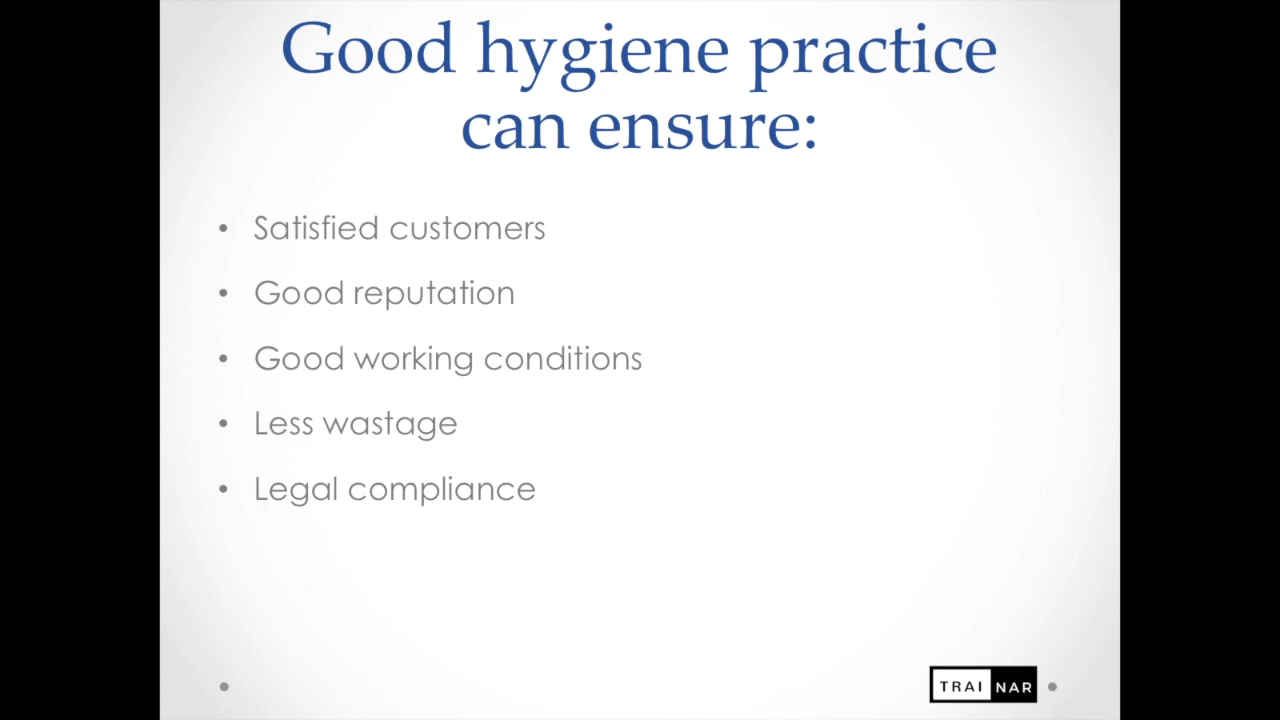 Good hygiene practice
can ensure:
• Satisfied customers
• Good reputation
• Good working conditions
• Less wastage
• Legal compliance
TRAI NAR